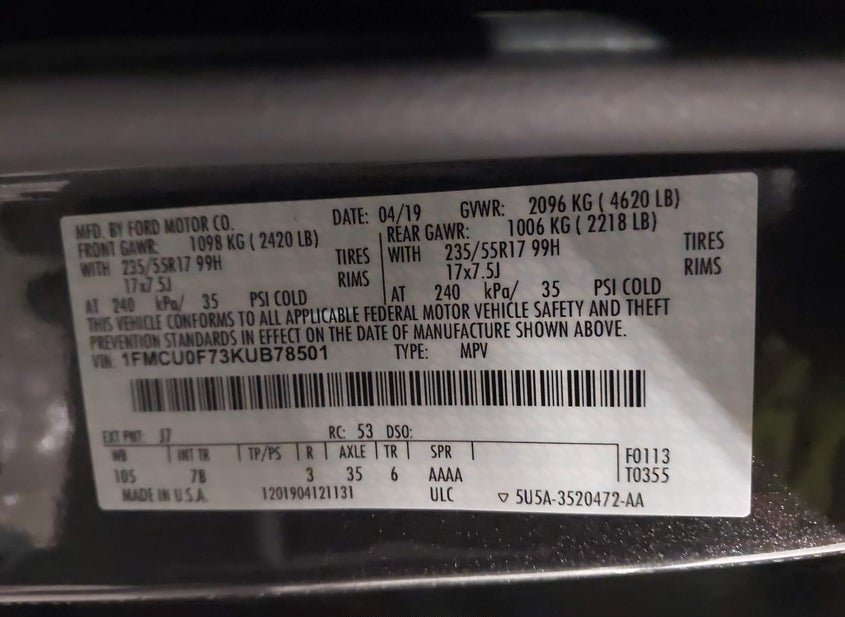 MFD. BY FORD MOTOR CO. DATE: 04/19 GVWR: 2096 KG ( 4620 LB)
FRONT GAWR: 1098 KG ( 2420 LB) REAR GAWR: 1006 KG ( 2218 LB)
WITH 235/55R17 99H TIRES WITH 235/55R17 99H TIRES
17x7.5J RIMS 17x7.5J RIMS
AT 240 kPa/ 35 PSI COLD AT 240 kPa/ 35 PSI COLD
THIS VEHICLE CONFORMS TO ALL APPLICABLE FEDERAL MOTOR VEHICLE SAFETY AND THEFT
PREVENTION STANDARDS IN EFFECT ON THE DATE OF MANUFACTURE SHOWN ABOVE.
VIN: 1FMCU0F73KUB78501 TYPE: MPV
EXT PNT: J7 RC: 53 DSO:
WB INT TR TP/PS R AXLE TR SPR F0113
105 7B 3 35 6 AAAA T0355
MADE IN U.S.A. 1201904121131 ULC ▽ 5U5A-3520472-AA